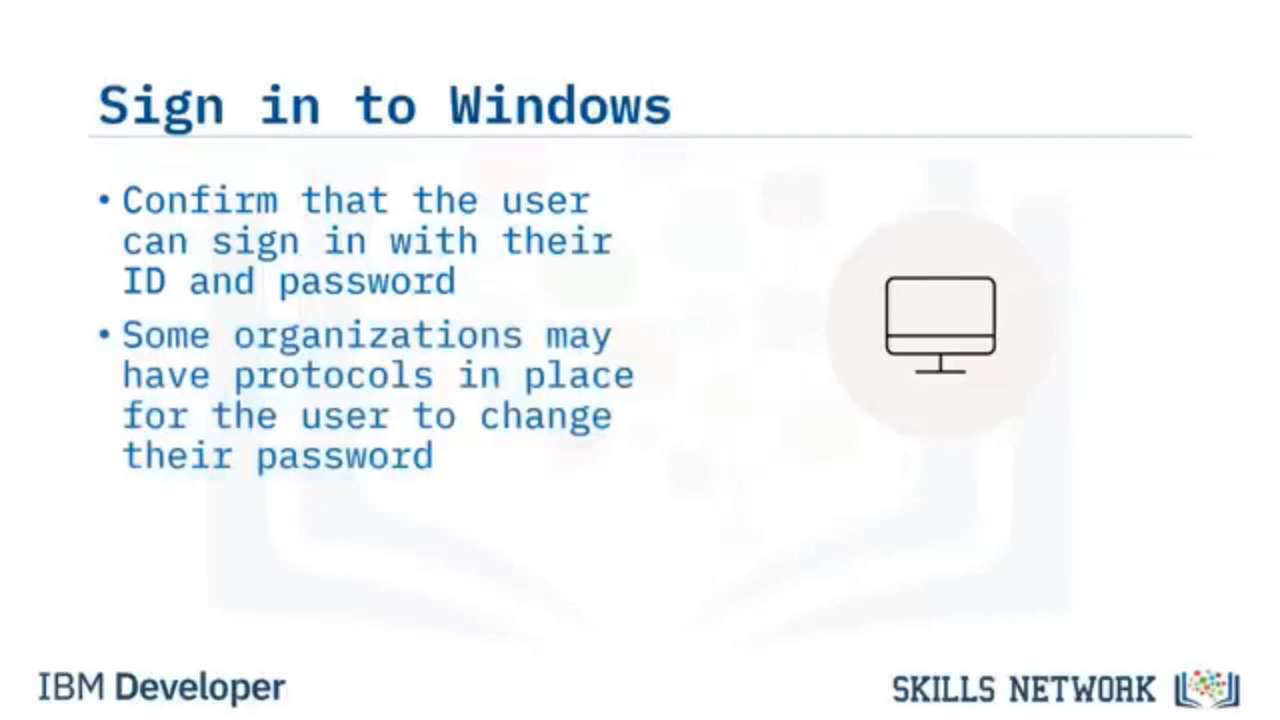 Sign in to Windows
• Confirm that the user
can sign in with their
ID and password
• Some organizations may
have protocols in place
for the user to change
their password
IBM Developer
SKILLS NETWORK